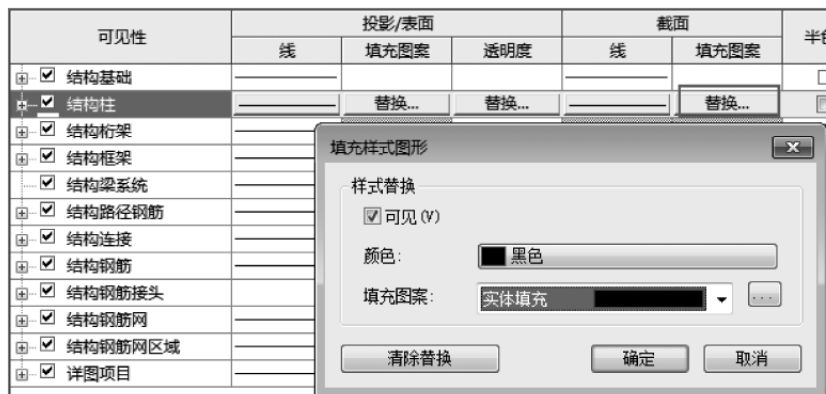 可见性 投影/表面 截面 半色
线 填充图案 透明度 线 填充图案
结构基础
结构柱 替换... 替换... 替换...
结构桁架
填充样式图形
结构框架
样式替换
结构梁系统
可见(V)
结构路径钢筋
结构连接
颜色: 黑色
结构钢筋
结构钢筋接头
填充图案: 实体填充 ...
结构钢筋网
结构钢筋网区域
清除替换 确定 取消
详图项目